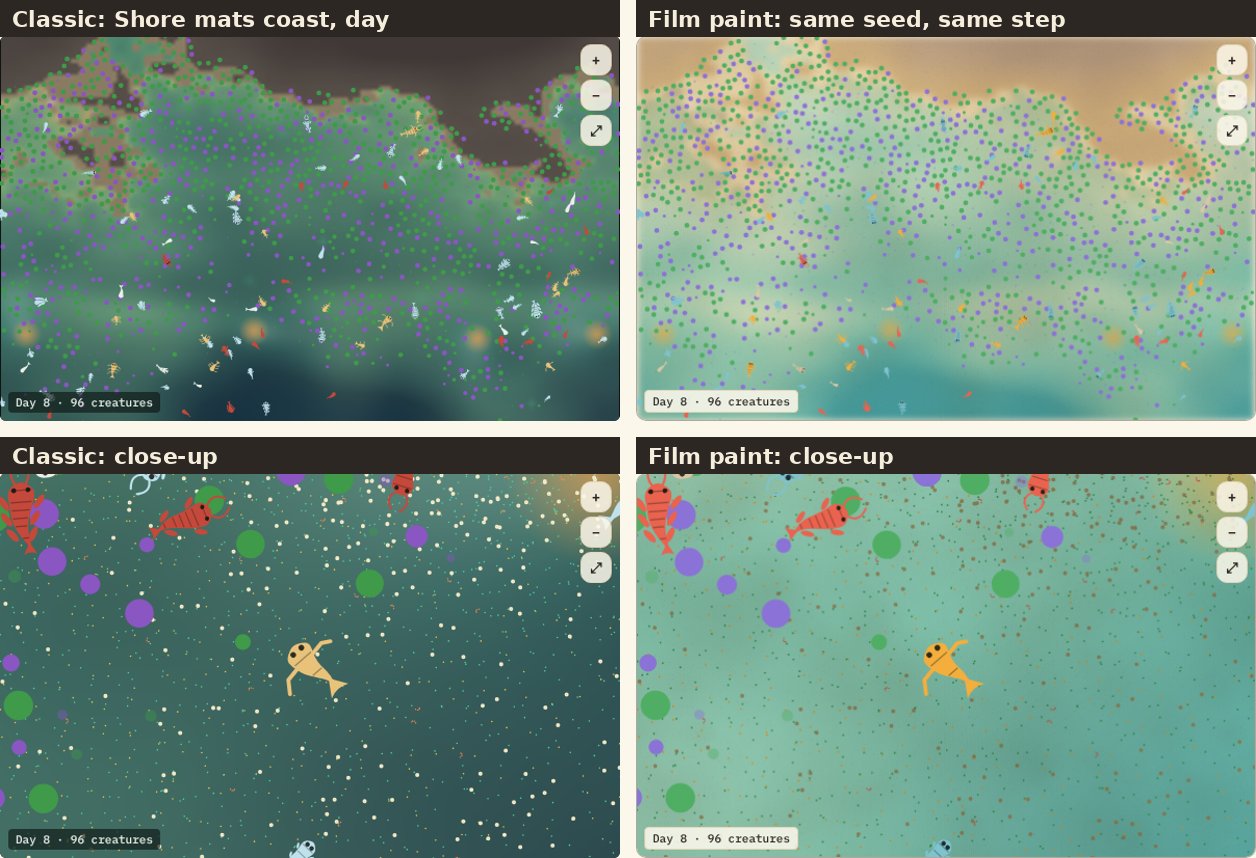 Classic: Shore mats coast, day
Film paint: same seed, same step
+
−
⤢
+
−
⤢
Day 8 · 96 creatures
Day 8 · 96 creatures
Classic: close-up
Film paint: close-up
+
−
⤢
+
−
⤢
Day 8 · 96 creatures
Day 8 · 96 creatures